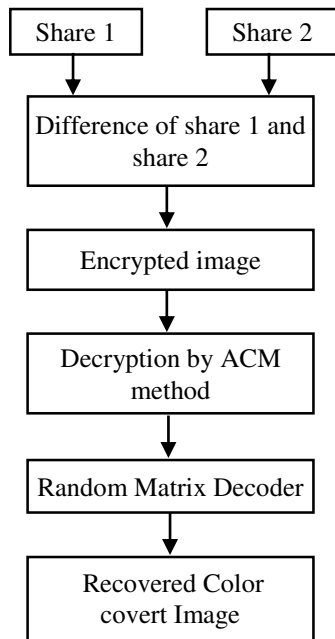 Share 1
Share 2
Difference of share 1 and
share 2
Encrypted image
Decryption by ACM
method
Random Matrix Decoder
Recovered Color
covert Image